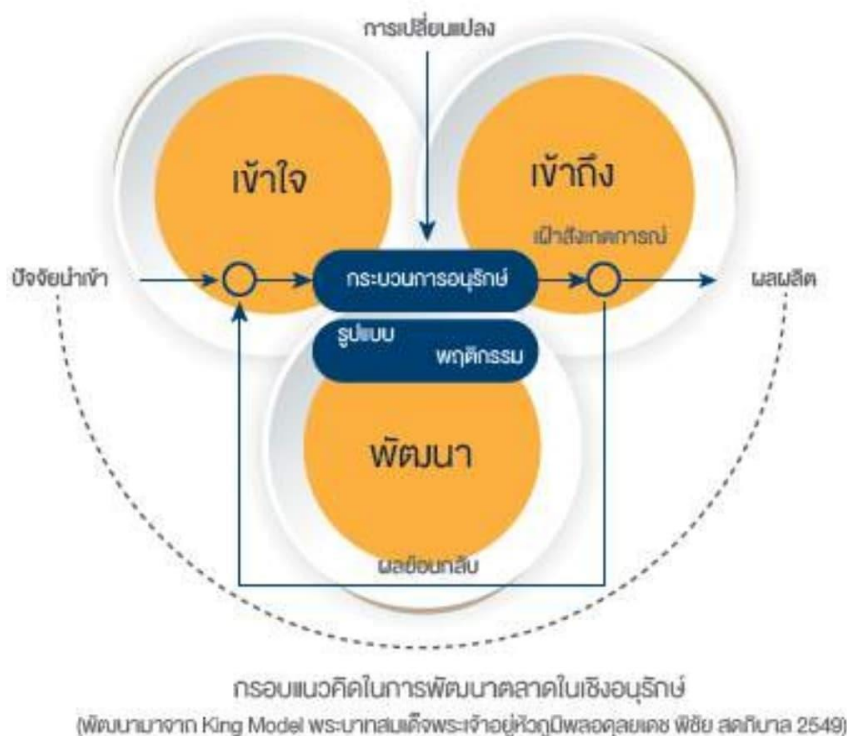 การเปลี่ยนแปลง
เข้าใจ
เข้าถึง
เฝ้าสังเกตการณ์
ปัจจัยนำเข้า
กระบวนการอนุรักษ์
ผลผลิต
รูปแบบ
พฤติกรรม
พัฒนา
ผลย้อนกลับ
กรอบแนวคิดในการพัฒนาตลาดในเชิงอนุรักษ์
(พัฒนามาจาก King Model พระบาทสมเด็จพระเจ้าอยู่หัวภูมิพลอดุลยเดช พิชัย สดภิบาล 2549)